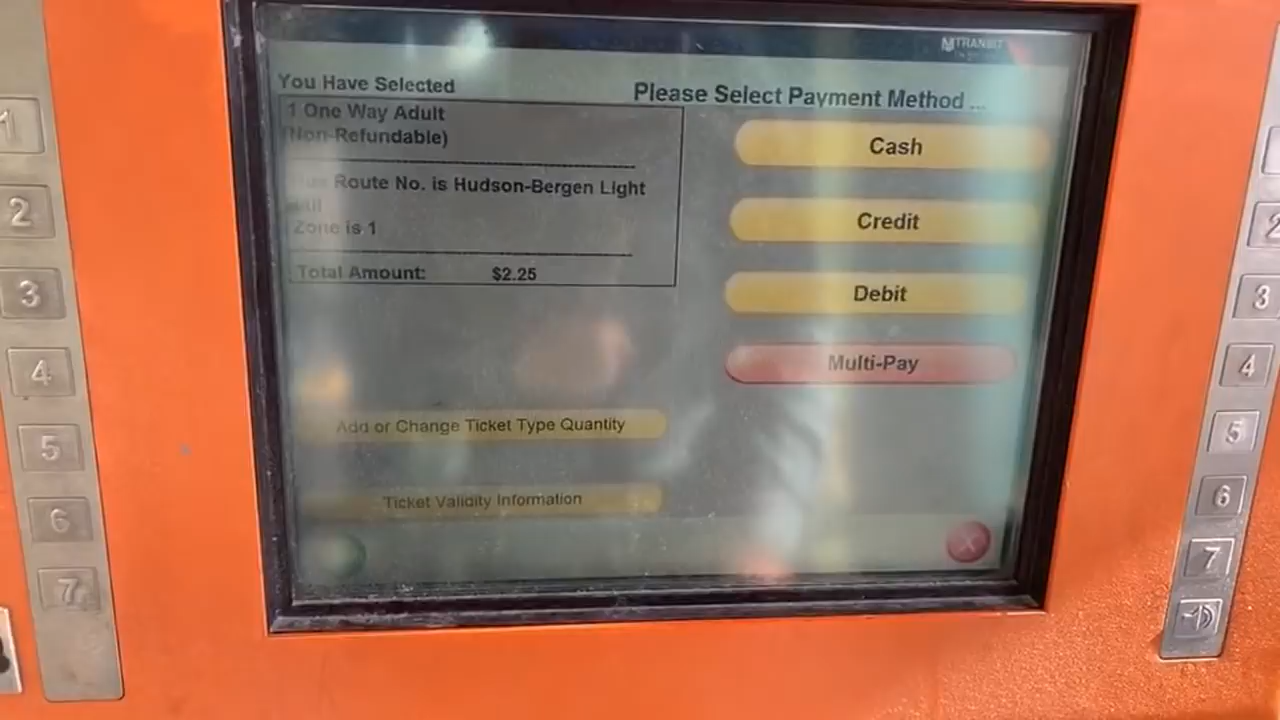 NJ TRANSIT
You Have Selected
1 One Way Adult
(Non-Refundable)
Route No. is Hudson-Bergen Light
Zone is 1
Total Amount: $2.25
Please Select Payment Method ...
Cash
Credit
Debit
Multi-Pay
Add or Change Ticket Type Quantity
Ticket Validity Information
X
1
2
3
4
5
6
7
2
3
4
5
6
7